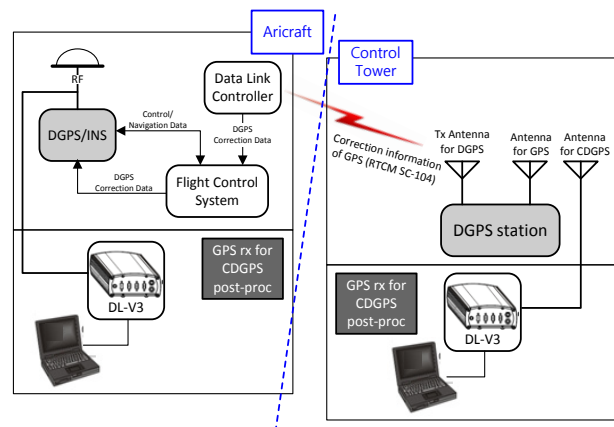 Aricraft
RF
DGPS/INS
Control/
Navigation Data
Data Link
Controller
DGPS
Correction Data
DGPS
Correction Data
Flight Control
System
GPS rx for
CDGPS
post-proc
DL-V3
Control
Tower
Correction information
of GPS (RTCM SC-104)
Tx Antenna
for DGPS
Antenna
for GPS
Antenna
for CDGPS
DGPS station
GPS rx for
CDGPS
post-proc
DL-V3